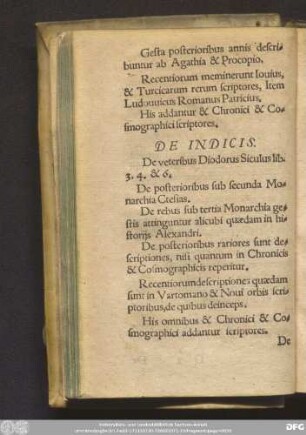 Gesta posterioribus annis descri-
buntur ab Agathia & Procopio.
Recentiorum meminerunt Iouius,
& Turcicarum rerum scriptores, Item
Ludouicus Romanus Patricius.
His addantur & Chronici & Co-
smographici scriptores.
DE INDICIS.
De veteribus Diodorus Siculus lib.
3. 4. & 6.
De posterioribus sub secunda Mo-
narchia Ctesias.
De rebus sub tertia Monarchia ge-
stis attinguntur alicubi quædam in hi-
storijs Alexandri.
De posterioribus rariores sunt de-
scriptiones, nisi quantum in Chronicis
& Cosmographicis reperitur.
Recentiorum descriptiones quædam
sunt in Vartomano & Noui orbis scri-
ptoribus, de quibus deinceps.
His omnibus & Chronici & Co-
smographici addantur scriptores.
De
DFG